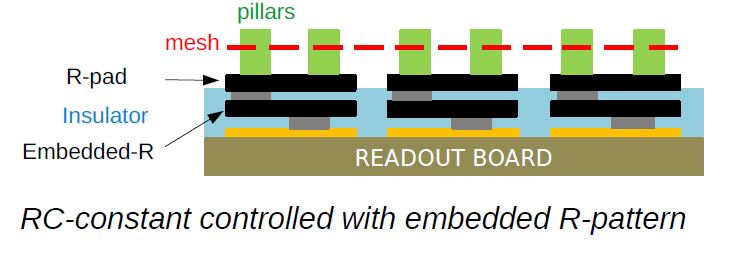 pillars
mesh
R-pad
Insulator
Embedded-R
READOUT BOARD
RC-constant controlled with embedded R-pattern